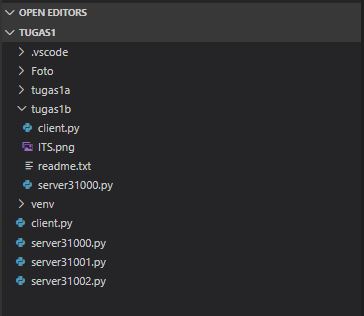 OPEN EDITORS
TUGAS1
.vscode
Foto
tugas1a
tugas1b
client.py
ITS.png
readme.txt
server31000.py
venv
client.py
server31000.py
server31001.py
server31002.py